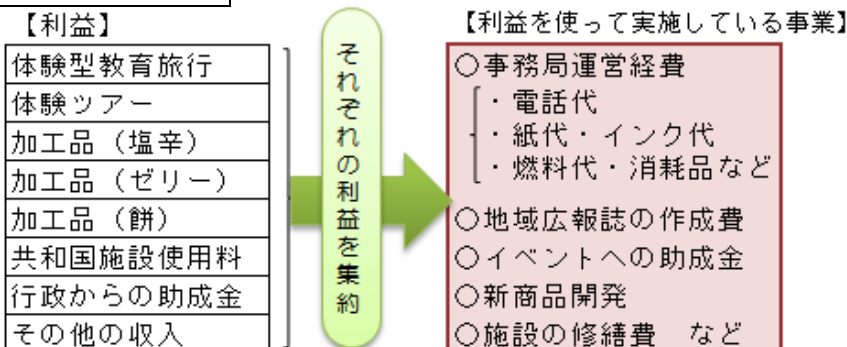 【利益】
体験型教育旅行
体験ツアー
加工品（塩辛）
加工品（ゼリー）
加工品（餅）
共和国施設使用料
行政からの助成金
その他の収入
それぞれの利益を集約
【利益を使って実施している事業】
○事務局運営経費
・電話代
・紙代・インク代
・燃料代・消耗品など
○地域広報誌の作成費
○イベントへの助成金
○新商品開発
○施設の修繕費　など